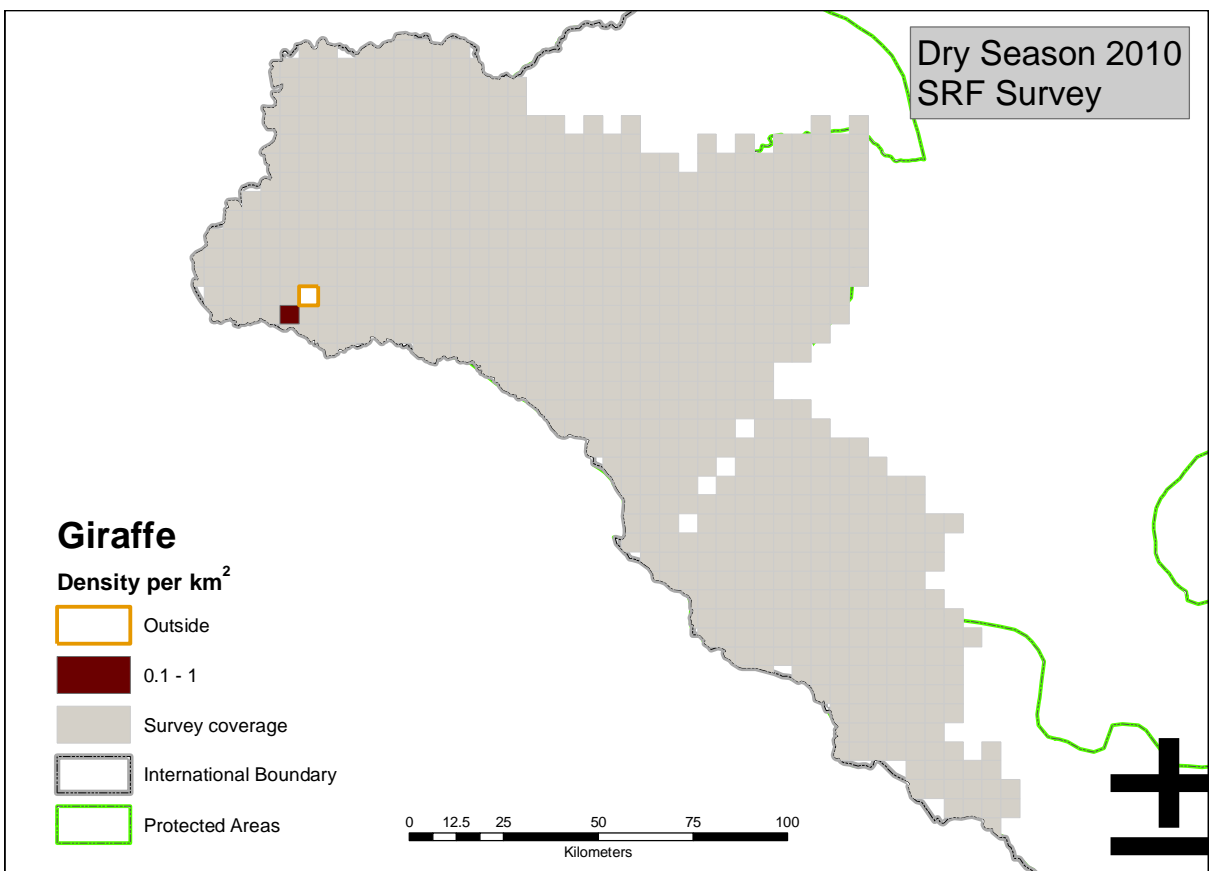 Dry Season 2010
SRF Survey
Giraffe
Density per km2
Outside
0.1 - 1
Survey coverage
International Boundary
Protected Areas
0 12.5 25 50 75 100
Kilometers